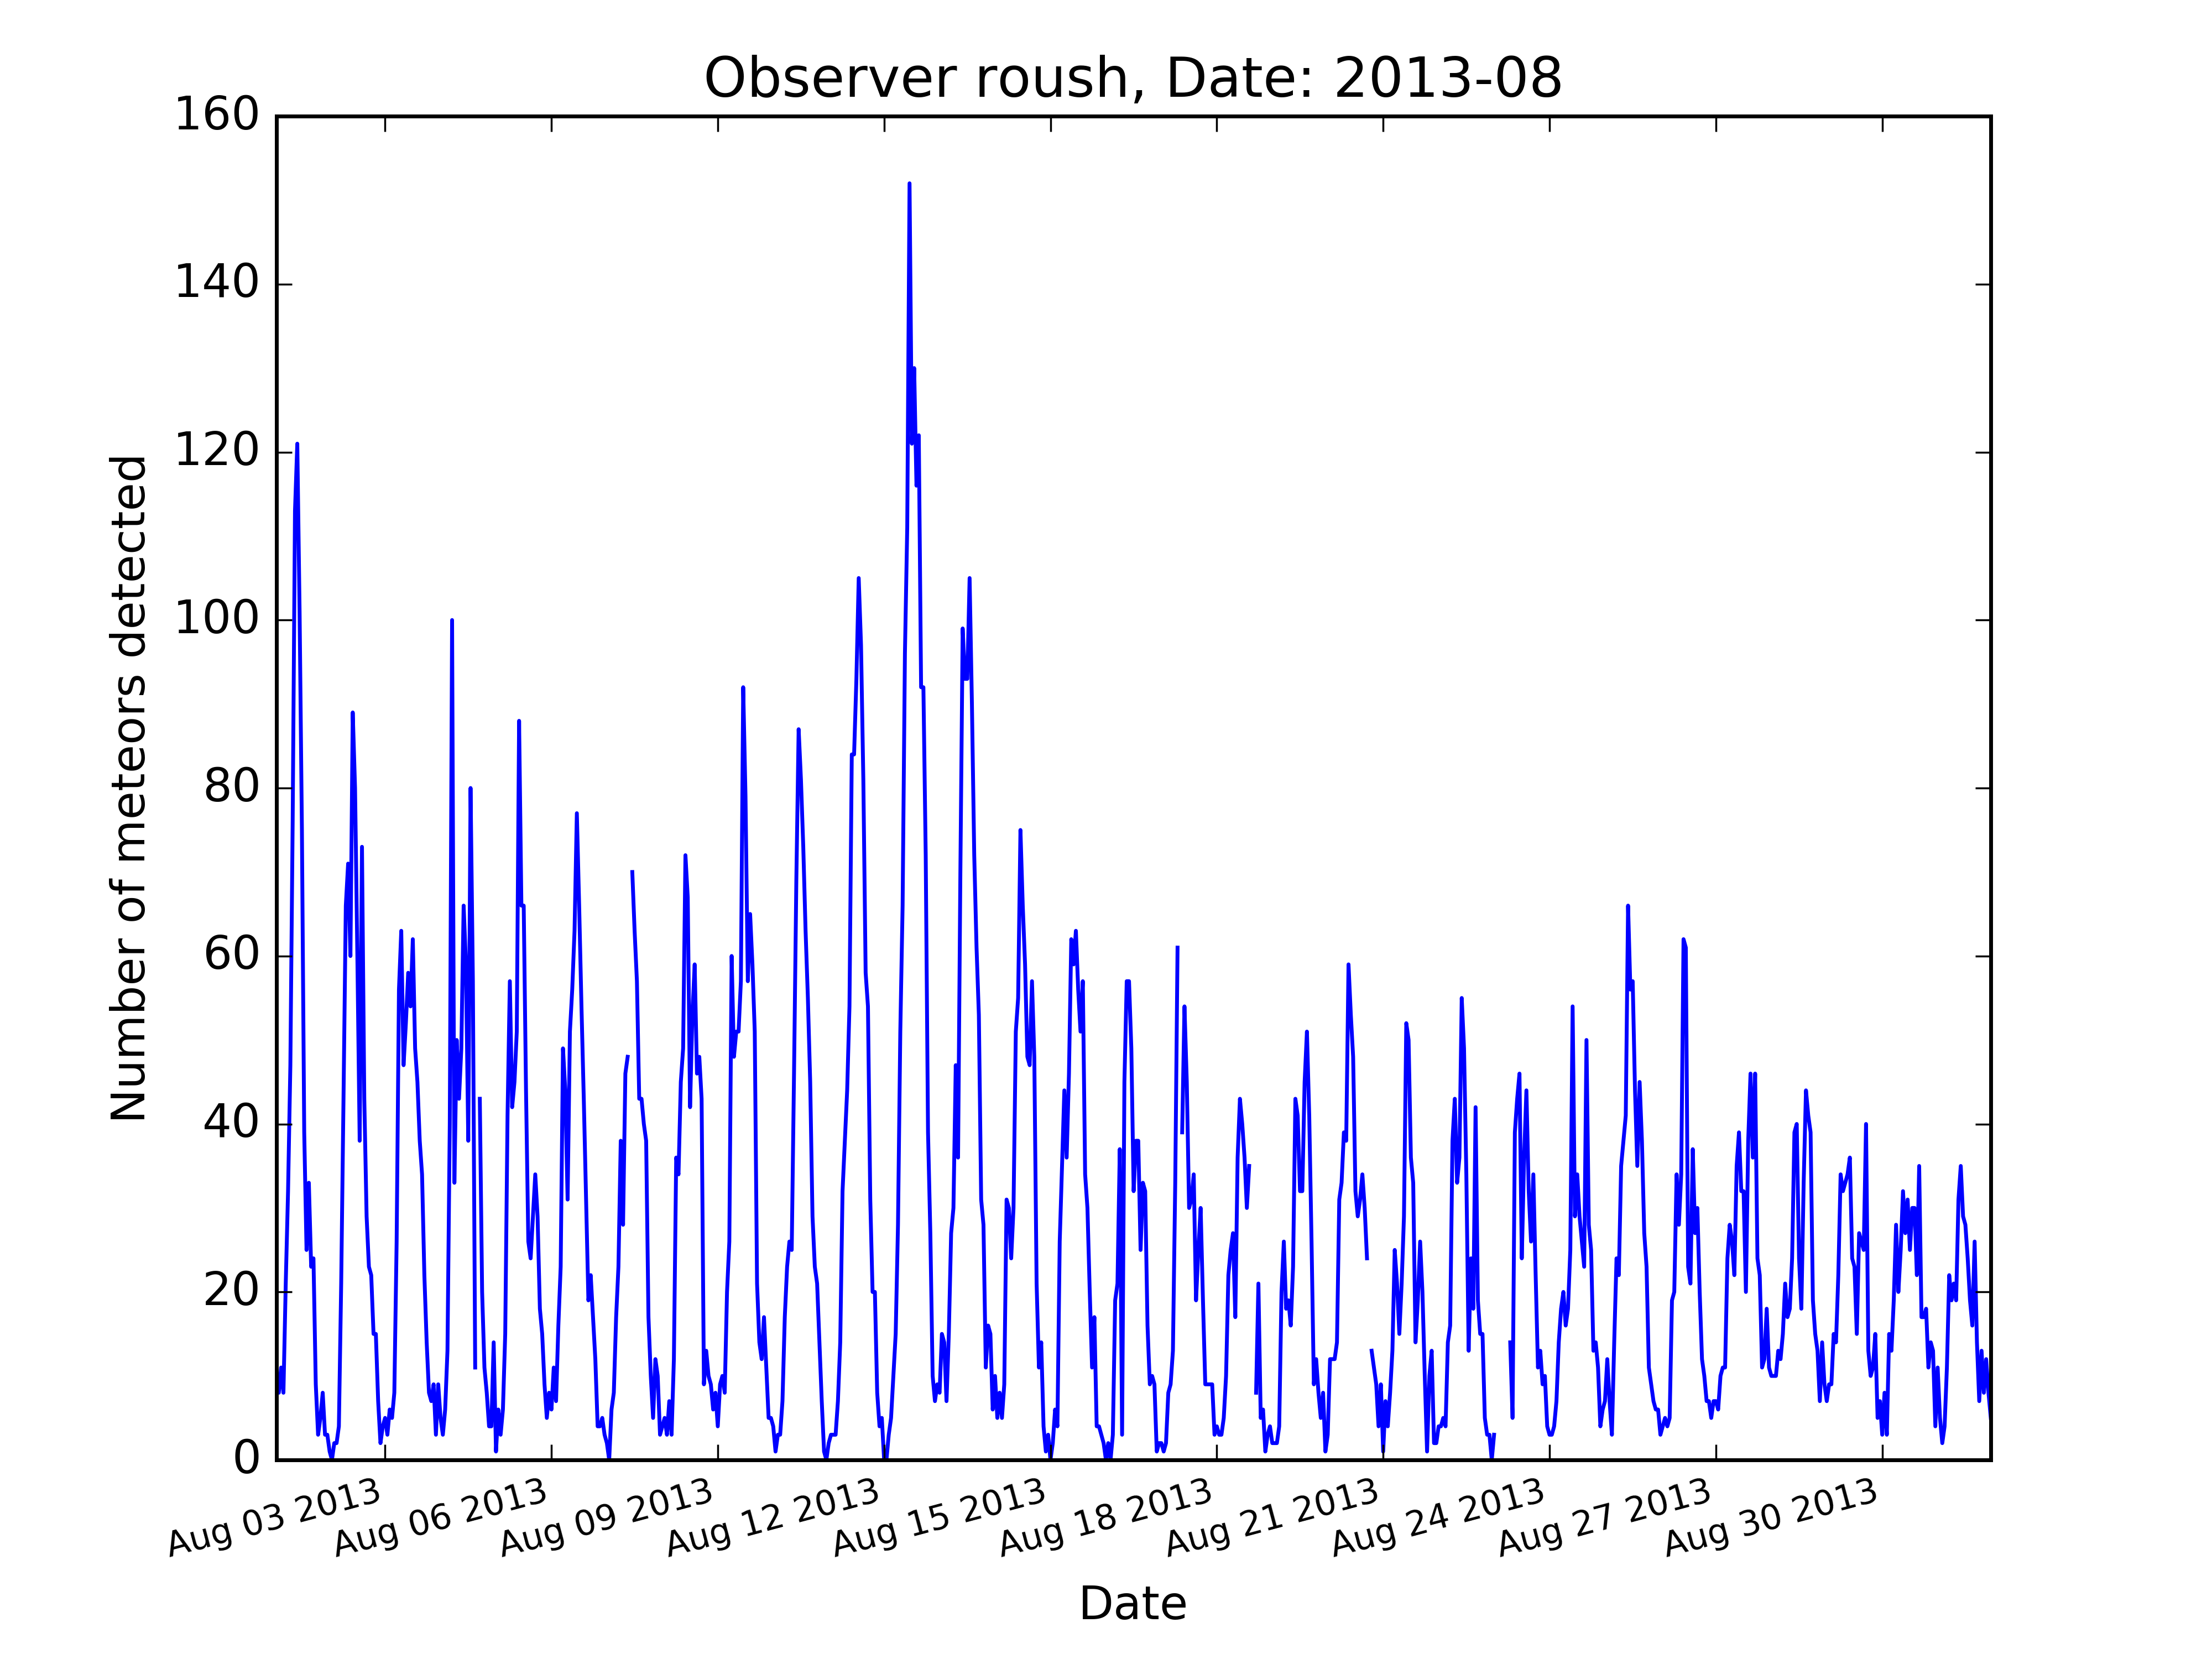 Observer roush, Date: 2013-08
160
140
120
100
80
60
40
20
0
Number of meteors detected
Aug 03 2013
Aug 06 2013
Aug 09 2013
Aug 12 2013
Aug 15 2013
Aug 18 2013
Aug 21 2013
Aug 24 2013
Aug 27 2013
Aug 30 2013
Date